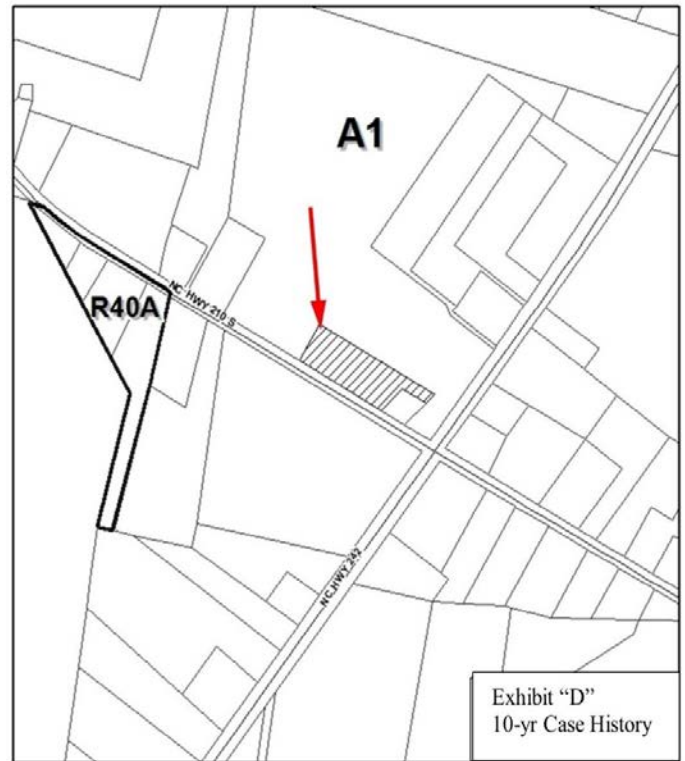 A1
R40A
NC HWY 210 S
NC HWY 242
Exhibit “D”
10-yr Case History